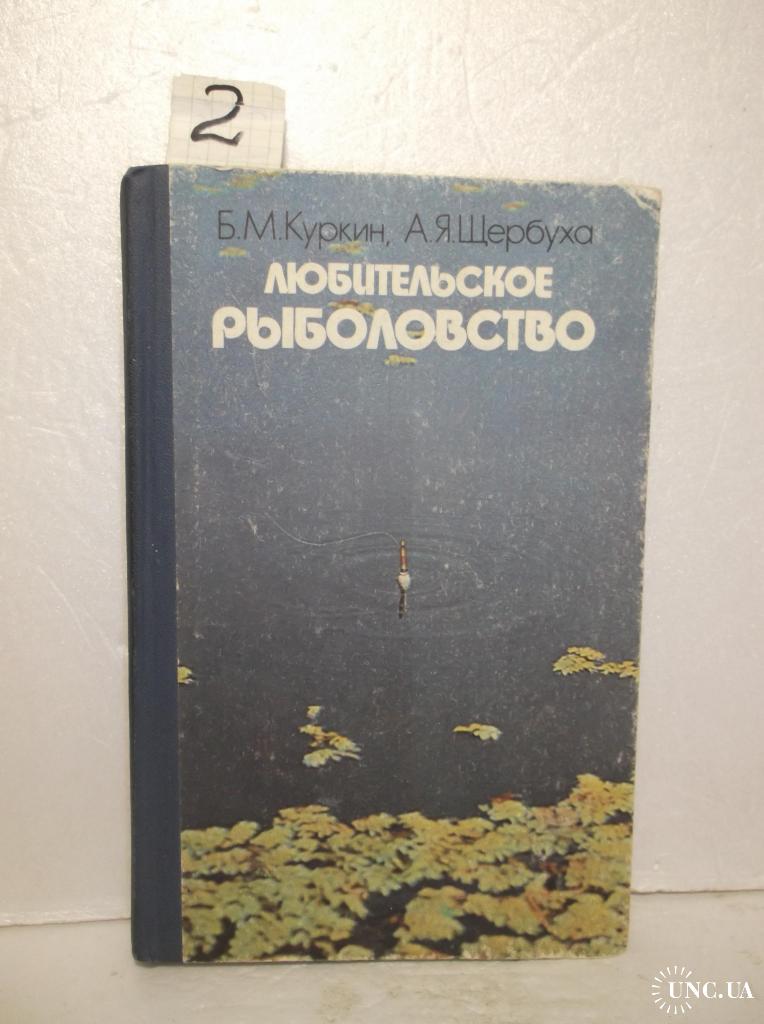 2
Б.М.Куркин, А.Я.Щербуха
ЛЮБИТЕЛЬСКОЕ
РЫБОЛОВСТВО
UNC.UA